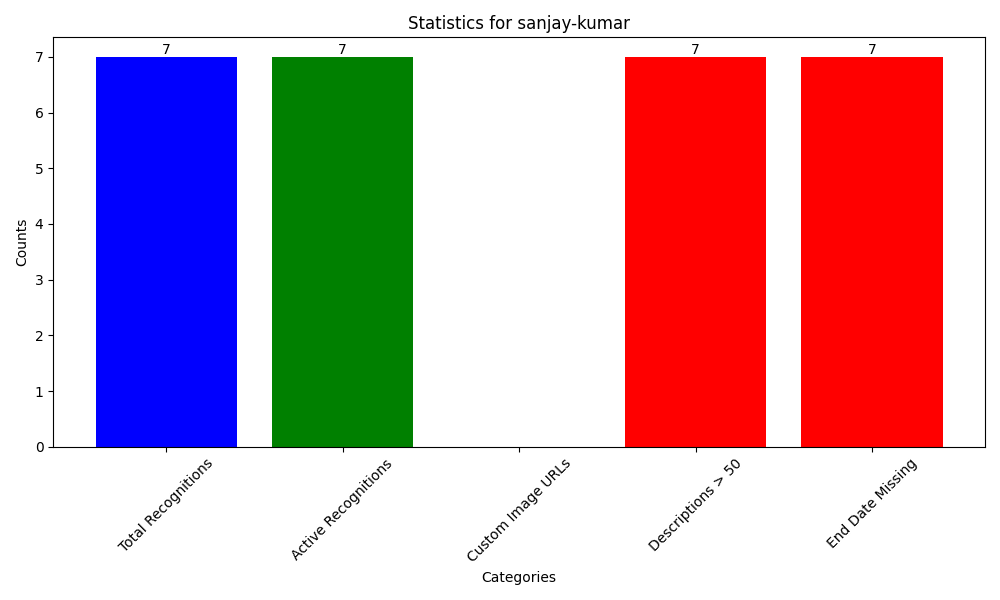 Statistics for sanjay-kumar
7 7 7 7
Counts
7
6
5
4
3
2
1
0
Total Recognitions
Active Recognitions
Custom Image URLs
Descriptions > 50
End Date Missing
Categories